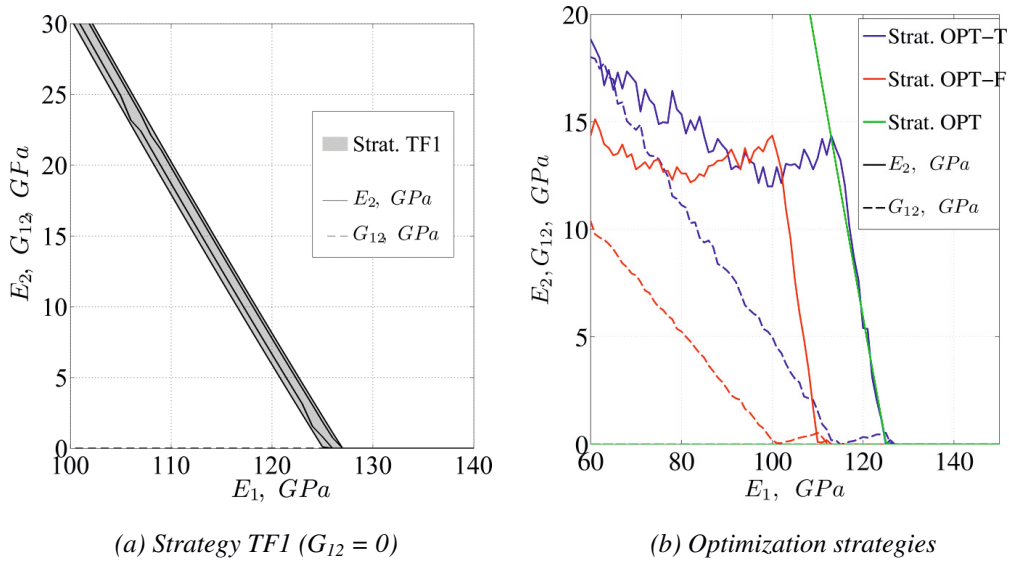 30
25
20
15
10
5
0
E2, G12, GPa
Strat. TF1
E2, GPa
G12, GPa
100
110
120
130
140
E1, GPa
(a) Strategy TF1 (G12 = 0)
20
15
10
5
0
E2, G12, GPa
Strat. OPT-T
Strat. OPT-F
Strat. OPT
E2, GPa
G12, GPa
60
80
100
120
140
E1, GPa
(b) Optimization strategies